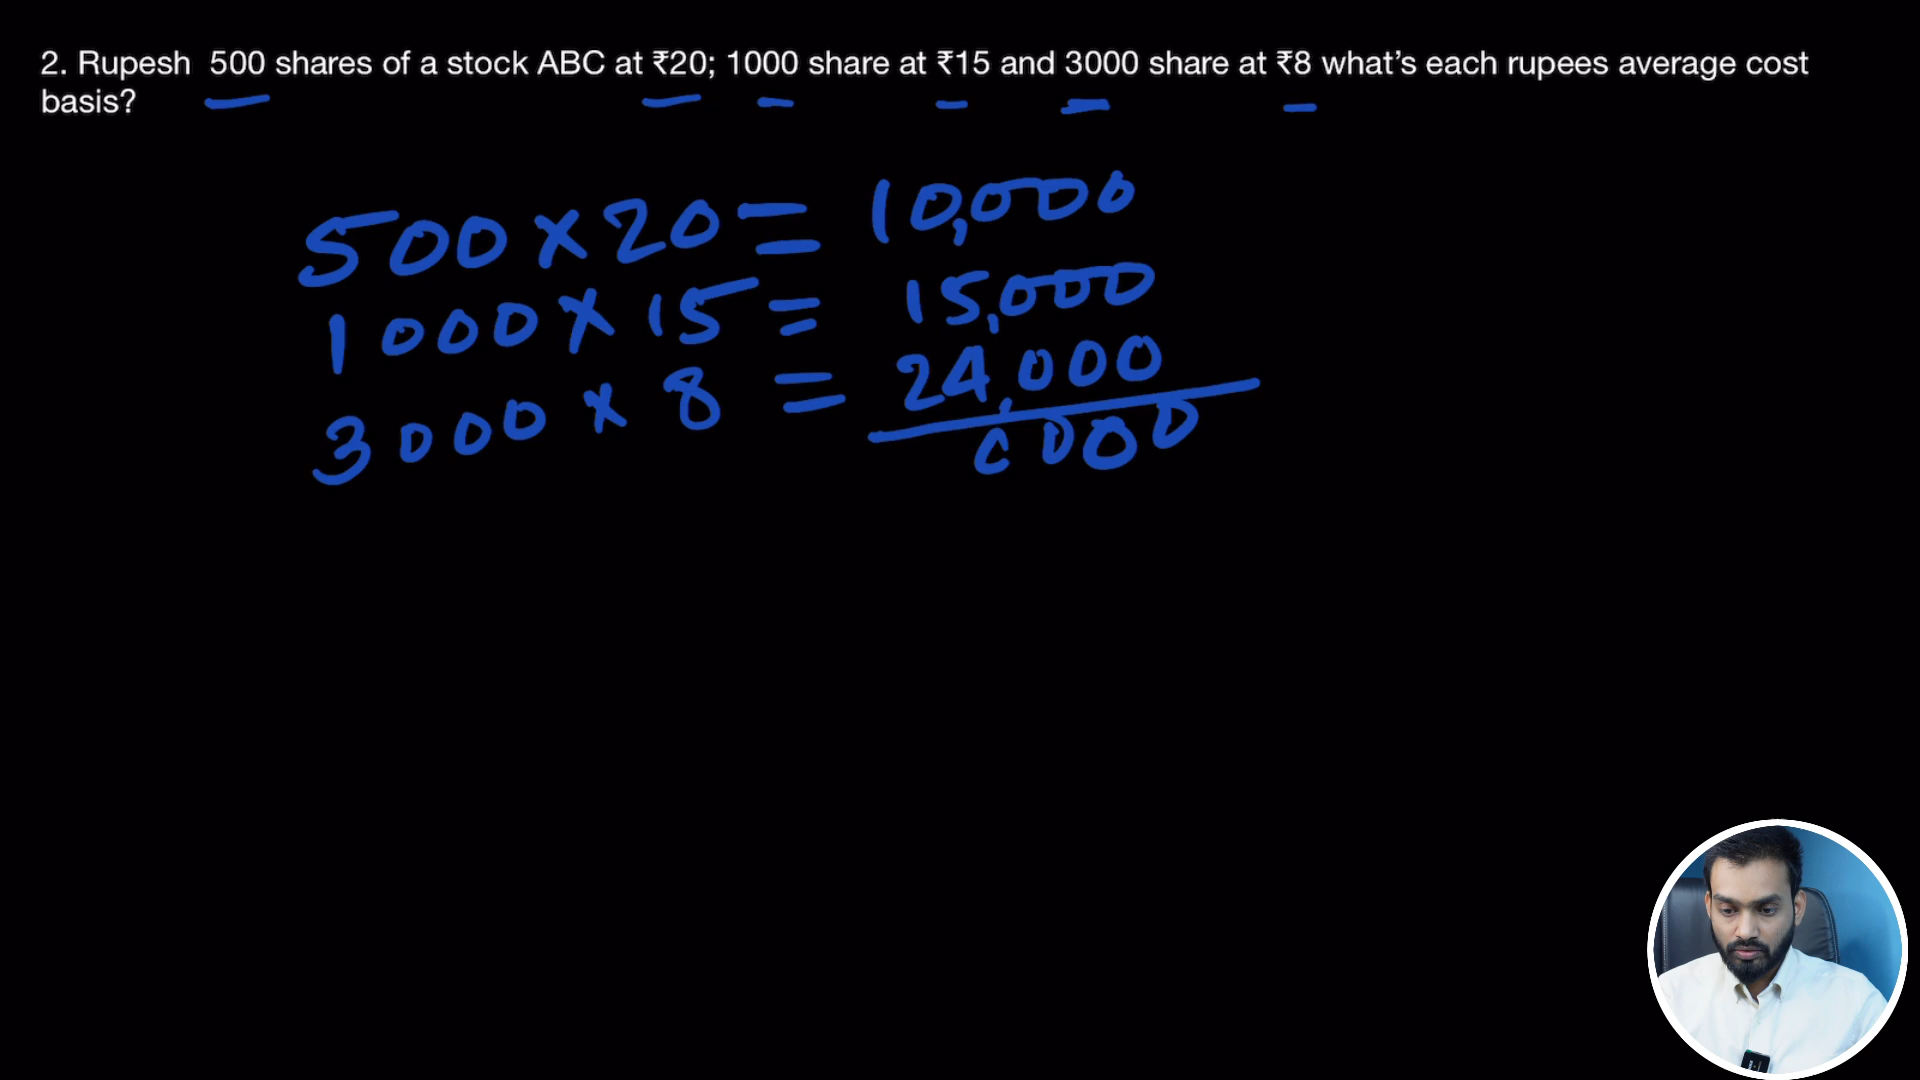 2. Rupesh 500 shares of a stock ABC at ₹20; 1000 share at ₹15 and 3000 share at ₹8 what's each rupees average cost
basis?
500 × 20 = 10,000
1000 × 15 = 15,000
3000 × 8 = 24,000
0000